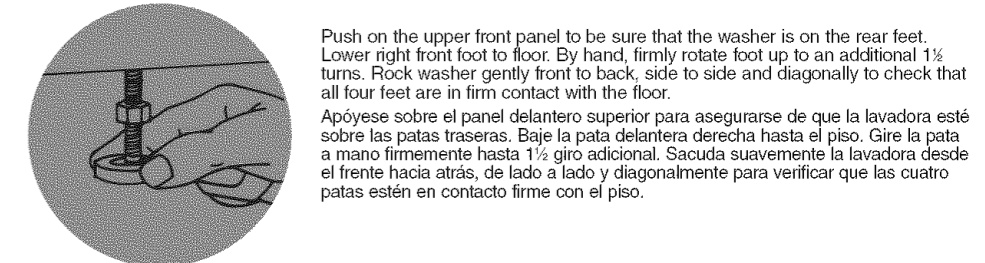 Push on the upper front panel to be sure that the washer is on the rear feet.
Lower right front foot to floor. By hand, firmly rotate foot up to an additional 1½
turns. Rock washer gently front to back, side to side and diagonally to check that
all four feet are in firm contact with the floor.
Apóyese sobre el panel delantero superior para asegurarse de que la lavadora esté
sobre las patas traseras. Baje la pata delantera derecha hasta el piso. Gire la pata
a mano firmemente hasta 1½ giro adicional. Sacuda suavemente la lavadora desde
el frente hacia atrás, de lado a lado y diagonalmente para verificar que las cuatro
patas estén en contacto firme con el piso.